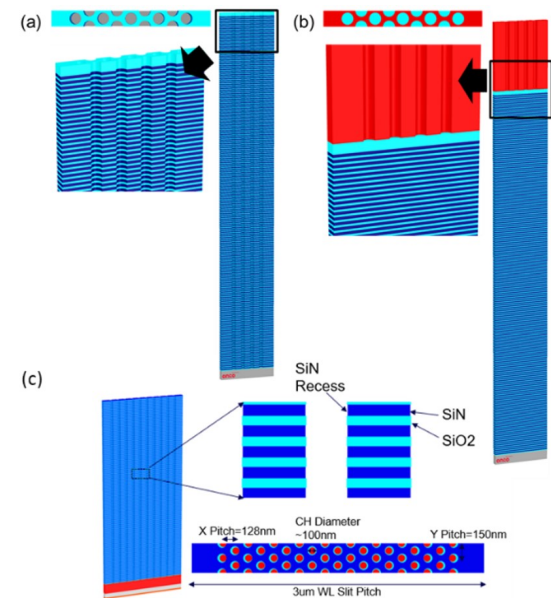 (a)
(b)
(c)
SiN
Recess
SiN
SiO2
X Pitch=128nm
CH Diameter
~100nm
Y Pitch=150nm
3um WL Slit Pitch